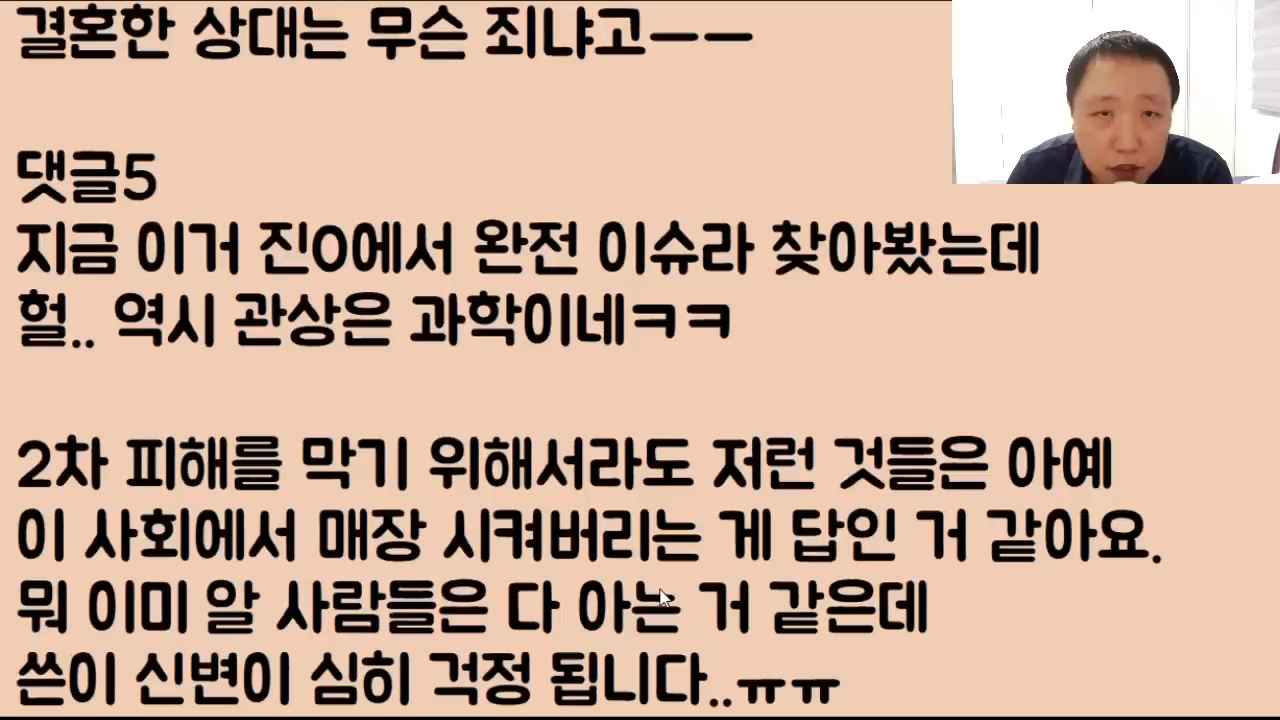 결혼한 상대는 무슨 죄냐고ㅡㅡ
댓글5
지금 이거 진O에서 완전 이슈라 찾아봤는데
헐.. 역시 관상은 과학이네ㅋㅋ
2차 피해를 막기 위해서라도 저런 것들은 아예
이 사회에서 매장 시켜버리는 게 답인 거 같아요.
뭐 이미 알 사람들은 다 아는 거 같은데
쓴이 신변이 심히 걱정 됩니다..ㅠㅠ